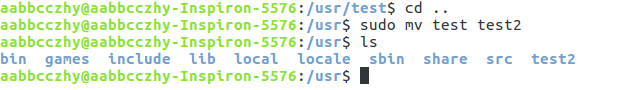 aabbcczhy@aabbcczhy-Inspiron-5576:/usr/test$ cd ..
aabbcczhy@aabbcczhy-Inspiron-5576:/usr$ sudo mv test test2
aabbcczhy@aabbcczhy-Inspiron-5576:/usr$ ls
bin  games  include  lib  local  locale  sbin  share  src  test2
aabbcczhy@aabbcczhy-Inspiron-5576:/usr$